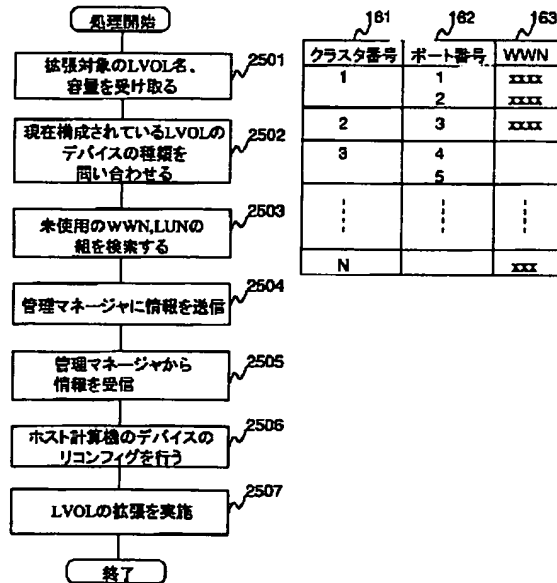 処理開始
拡張対象のLVOL名、
容量を受け取る
2501
現在構成されているLVOLの
デバイスの種類を
問い合わせる
2502
未使用のWWN,LUNの
組を検索する
2503
管理マネージャに情報を送信
2504
管理マネージャから
情報を受信
2505
ホスト計算機のデバイスの
リコンフィグを行う
2506
LVOLの拡張を実施
2507
終了
161 162 163
クラスタ番号 ポート番号 WWN
1 1 xxxx
2 xxxx
2 3 xxxx
3 4
5
N xxx